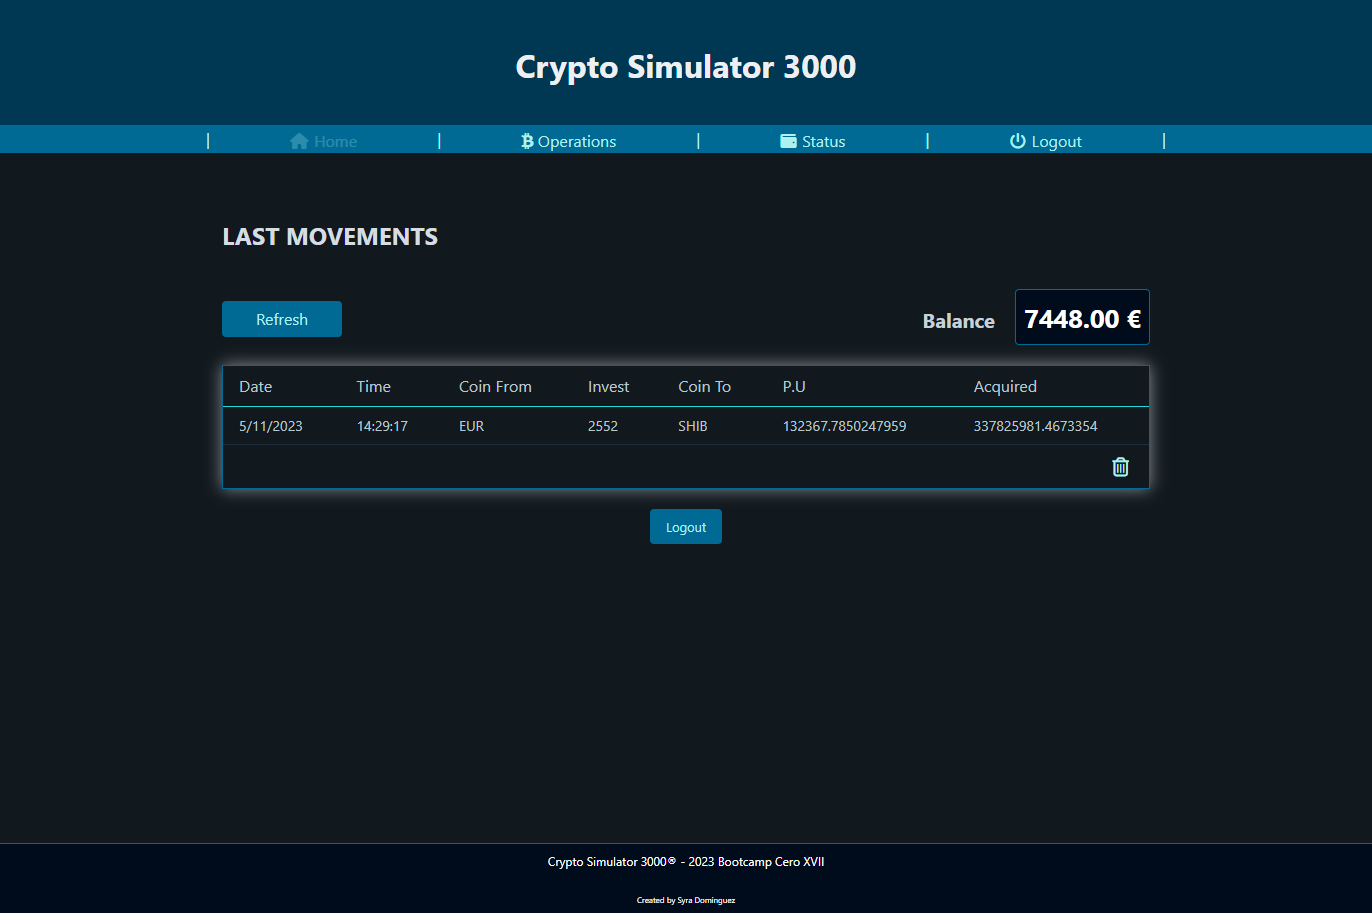 Crypto Simulator 3000
| Home | Operations | Status | Logout |
LAST MOVEMENTS
Refresh Balance 7448.00 €
Date Time Coin From Invest Coin To P.U Acquired
5/11/2023 14:29:17 EUR 2552 SHIB 132367.7850247959 337825981.4673354
Logout
Crypto Simulator 3000® - 2023 Bootcamp Cero XVII
Created by Syra Domínguez